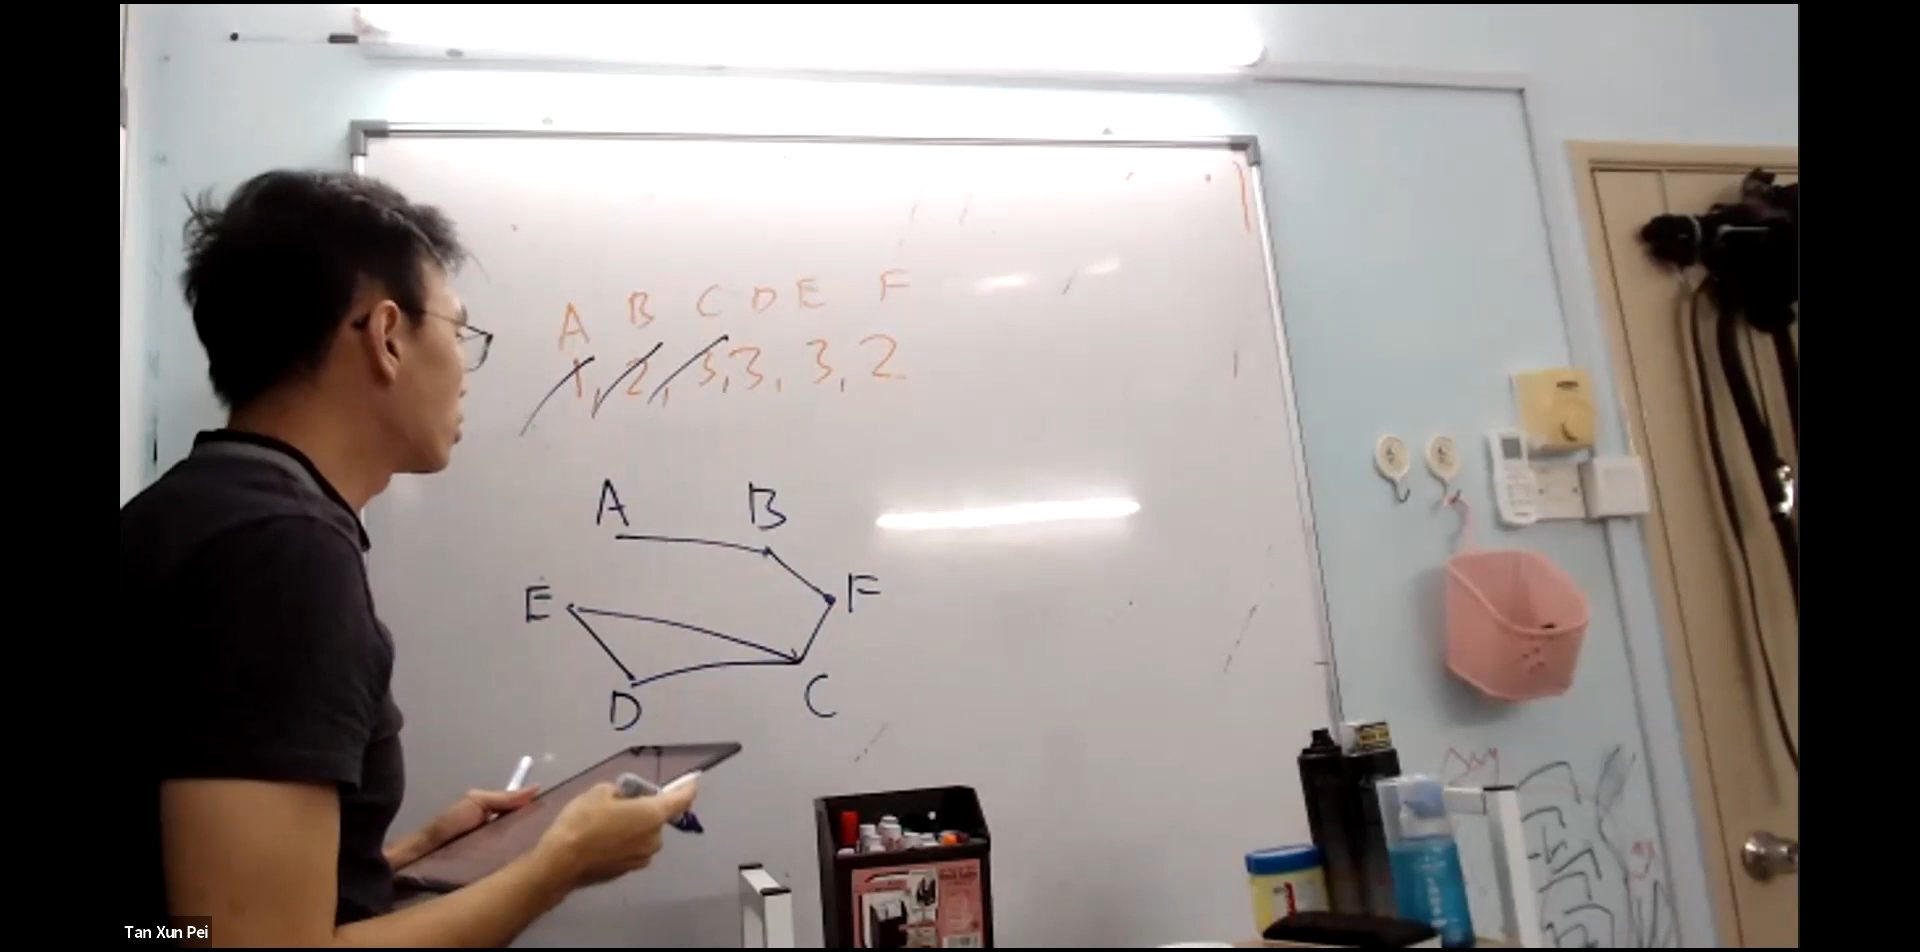 A B C D E F
1, 2, 3, 3, 3, 2
A B
E F
D C
Tan Xun Pei